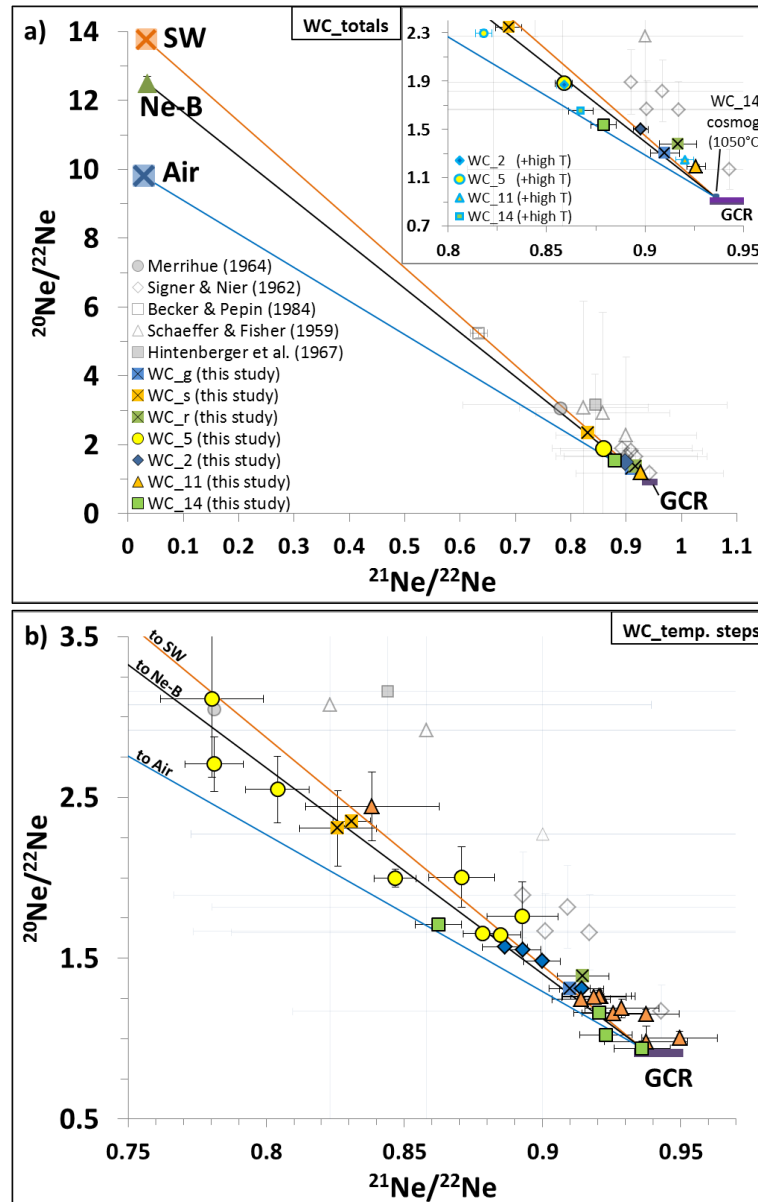 a)
WC_totals
14
12
10
8
6
4
2
0
²⁰Ne/²²Ne
SW
Ne-B
Air
2.3
1.9
1.5
1.1
0.7
WC_14
cosmog
(1050°C
WC_2 (+high T)
WC_5 (+high T)
WC_11 (+high T)
WC_14 (+high T)
GCR
0.8 0.85 0.9 0.95
Merrihue (1964)
Signer & Nier (1962)
Becker & Pepin (1984)
Schaeffer & Fisher (1959)
Hintenberger et al. (1967)
WC_g (this study)
WC_s (this study)
WC_r (this study)
WC_5 (this study)
WC_2 (this study)
WC_11 (this study)
WC_14 (this study)
GCR
0 0.1 0.2 0.3 0.4 0.5 0.6 0.7 0.8 0.9 1 1.1
²¹Ne/²²Ne
b)
WC_temp. steps
3.5
2.5
1.5
0.5
²⁰Ne/²²Ne
to SW
to Ne-B
to Air
GCR
0.75 0.8 0.85 0.9 0.95
²¹Ne/²²Ne